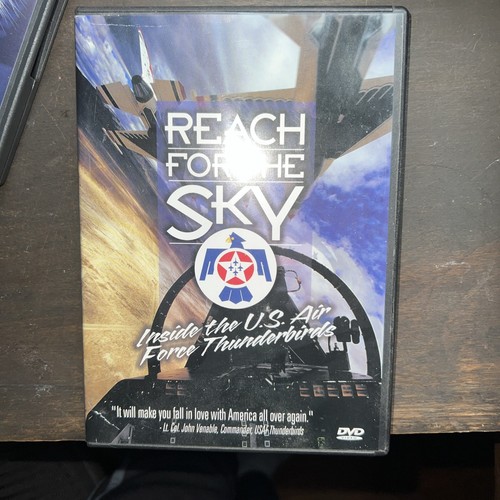 REACH
FOR THE
SKY
Inside the U.S. Air
Force Thunderbirds
"It will make you fall in love with America all over again."
Lt. Col. John Venable, Commander, USAF Thunderbirds
DVD
VIDEO